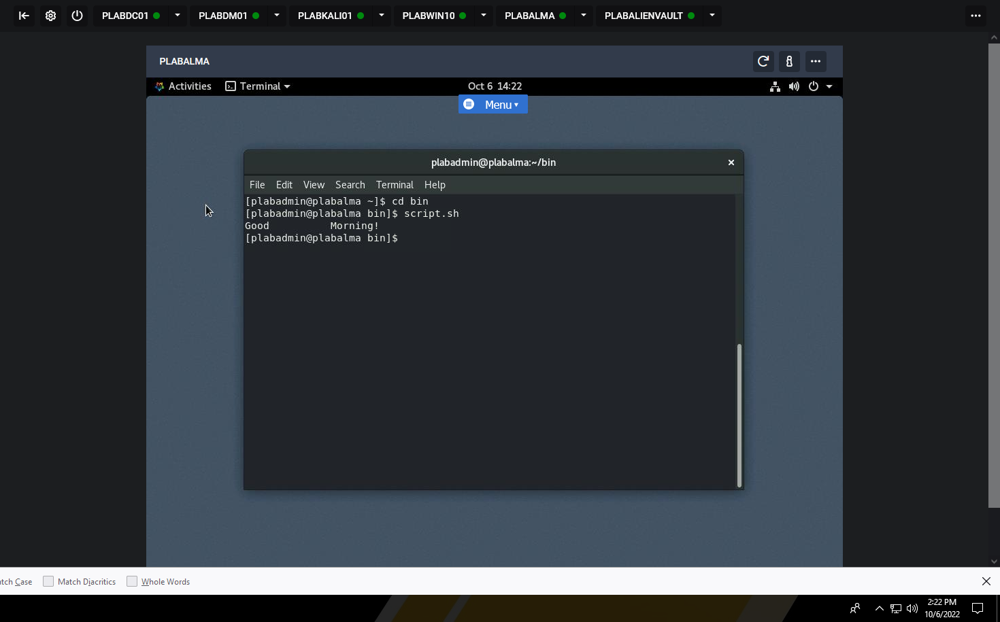 PLABDC01 PLABDM01 PLABKALI01 PLABWIN10 PLABALMA PLABALIENVAULT
PLABALMA
Activities Terminal Oct 6 14:22
Menu
plabadmin@plabalma:~/bin
File Edit View Search Terminal Help
[plabadmin@plabalma ~]$ cd bin
[plabadmin@plabalma bin]$ script.sh
Good          Morning!
[plabadmin@plabalma bin]$
atch Case Match Diacritics Whole Words
2:22 PM
10/6/2022